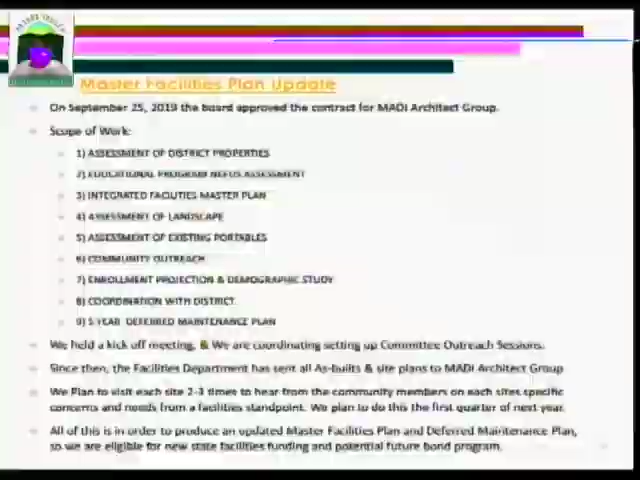 Master Facilities Plan Update
On September 25, 2019 the board approved the contract for MADI Architect Group.
Scope of Work:
1) ASSESSMENT OF DISTRICT PROPERTIES
2) EDUCATIONAL PROGRAM NEEDS ASSESSMENT
3) INTEGRATED FACILITIES MASTER PLAN
4) ASSESSMENT OF LANDSCAPE
5) ASSESSMENT OF EXISTING PORTABLES
6) COMMUNITY OUTREACH
7) ENROLLMENT PROJECTION & DEMOGRAPHIC STUDY
8) COORDINATION WITH DISTRICT
9) 5 YEAR DEFERRED MAINTENANCE PLAN
We held a kick off meeting, & We are coordinating setting up Committee Outreach Sessions.
Since then, the Facilities Department has sent all As-builts & site plans to MADI Architect Group
We Plan to visit each site 2-3 times to hear from the community members on each sites specific
concerns and needs from a facilities standpoint. We plan to do this the first quarter of next year.
All of this is in order to produce an updated Master Facilities Plan and Deferred Maintenance Plan,
so we are eligible for new state facilities funding and potential future bond program.